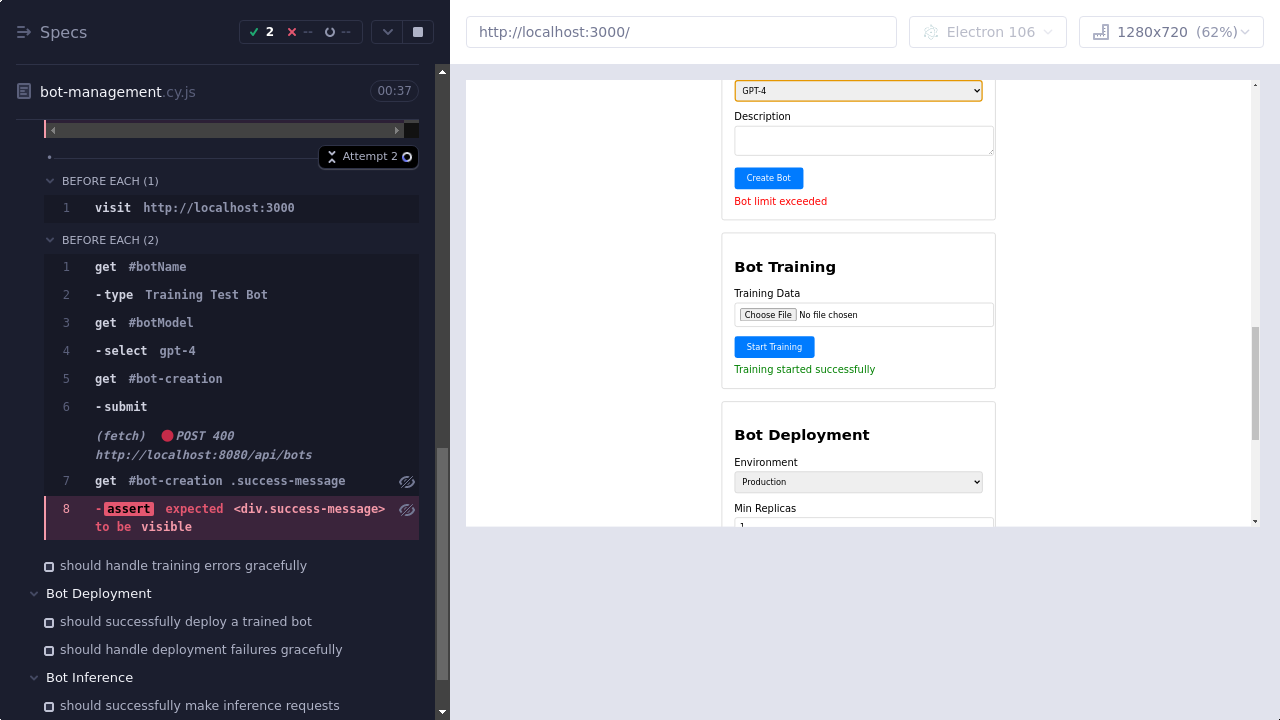 Specs
2
--
--
bot-management.cy.js
00:37
Attempt 2
BEFORE EACH (1)
1 visit http://localhost:3000
BEFORE EACH (2)
1 get #botName
2 -type Training Test Bot
3 get #botModel
4 -select gpt-4
5 get #bot-creation
6 -submit
(fetch) POST 400
http://localhost:8080/api/bots
7 get #bot-creation .success-message
8 -assert expected <div.success-message>
to be visible
should handle training errors gracefully
Bot Deployment
should successfully deploy a trained bot
should handle deployment failures gracefully
Bot Inference
should successfully make inference requests
http://localhost:3000/
Electron 106
1280x720 (62%)
GPT-4
Description
Create Bot
Bot limit exceeded
Bot Training
Training Data
Choose File No file chosen
Start Training
Training started successfully
Bot Deployment
Environment
Production
Min Replicas
1